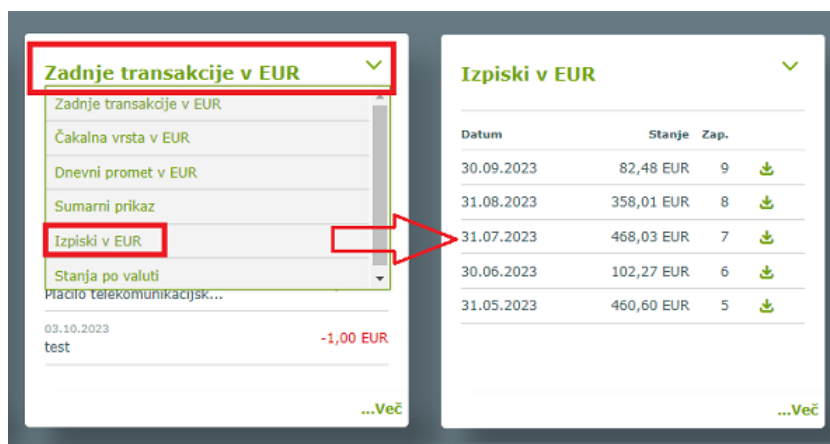 Zadnje transakcije v EUR
Zadnje transakcije v EUR
Čakalna vrsta v EUR
Dnevni promet v EUR
Sumarni prikaz
Izpiski v EUR
Stanja po valuti
Plačilo telekomunikacijsk...
03.10.2023
test -1,00 EUR
...Več
Izpiski v EUR
Datum Stanje Zap.
30.09.2023 82,48 EUR 9
31.08.2023 358,01 EUR 8
31.07.2023 468,03 EUR 7
30.06.2023 102,27 EUR 6
31.05.2023 460,60 EUR 5
...Več